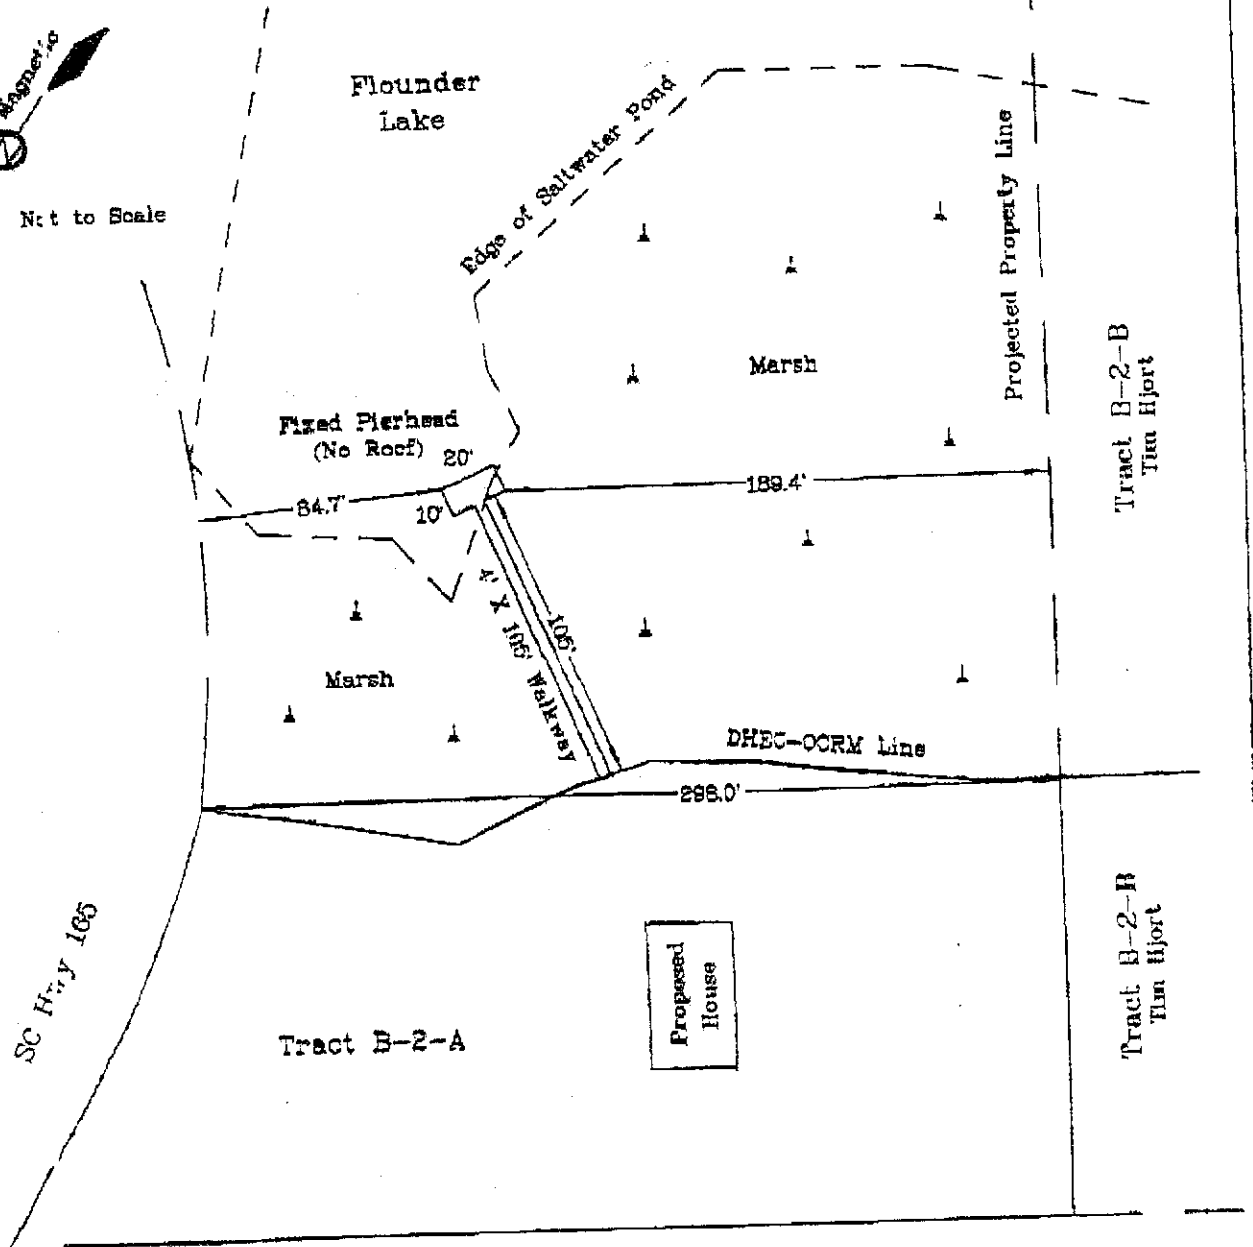 Magnetic
Not to Scale
Flounder
Lake
Edge of Saltwater Pond
Projected Property Line
Marsh
Tract B-2-B
Tim Hjort
Fixed Pierhead
(No Roof)
20'
84.7'
10'
189.4'
4' X 105' Walkway
105'
Marsh
DHEC-OCRM Line
298.0'
SC Hwy 165
Proposed
House
Tract B-2-A
Tract B-2-B
Tim Hjort